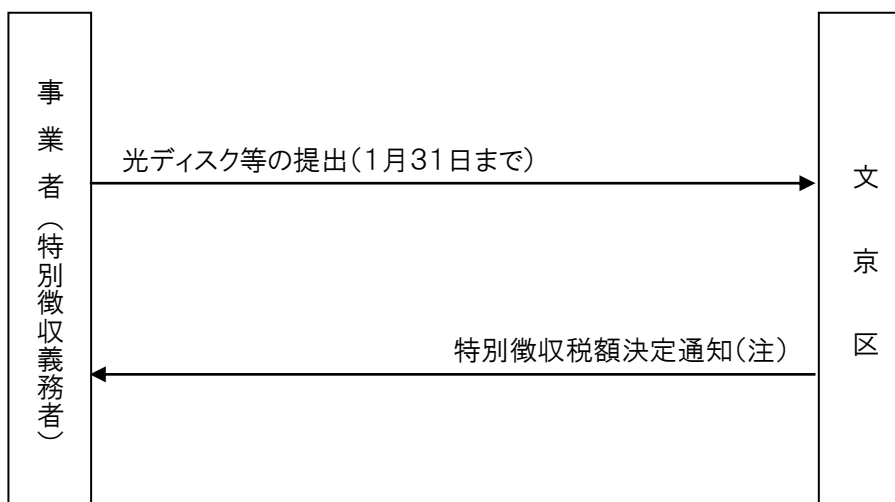 事業者（特別徴収義務者）
光ディスク等の提出（１月３１日まで）
特別徴収税額決定通知（注）
文京区